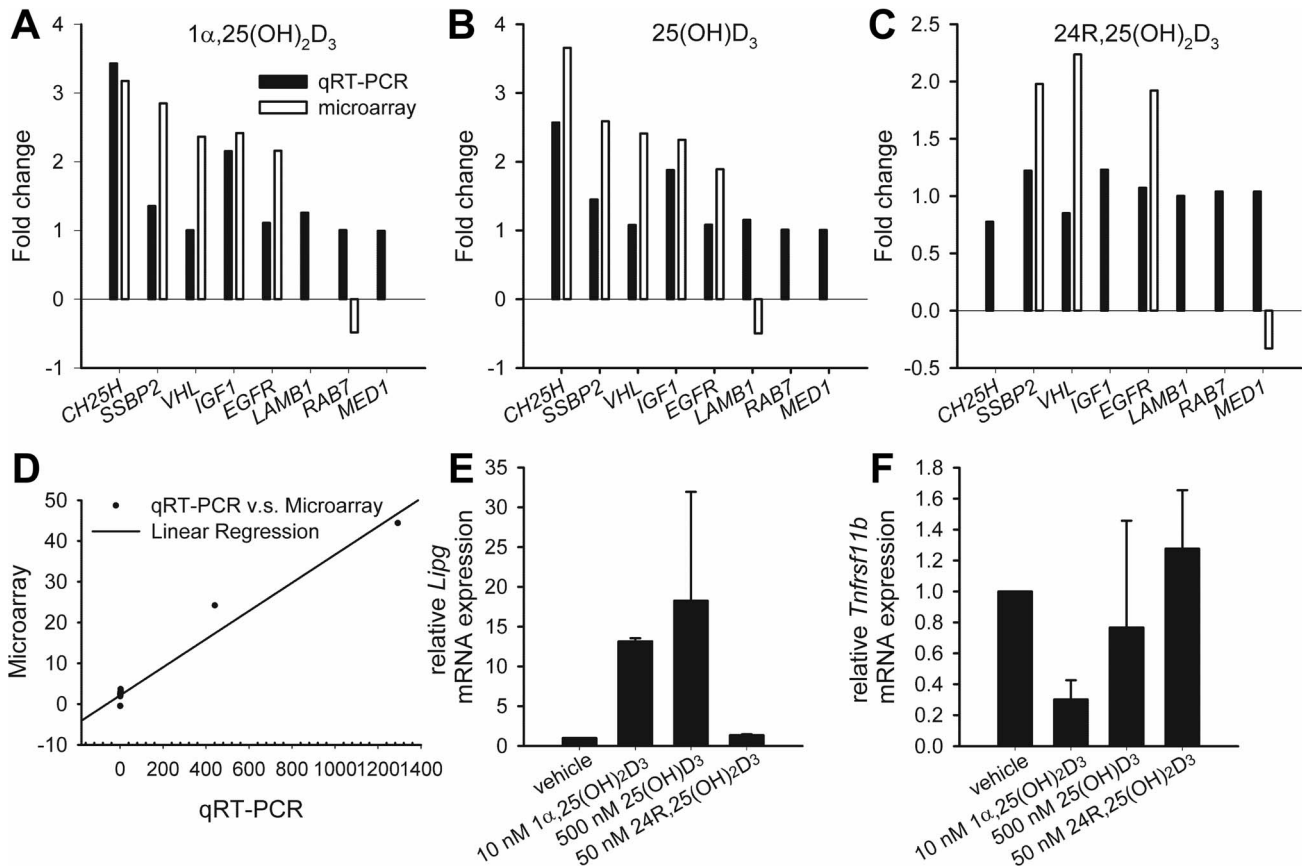 A
1α,25(OH)₂D₃
qRT-PCR
microarray
Fold change
4
3
2
1
0
-1
CH25H
SSBP2
VHL
IGF1
EGFR
LAMB1
RAB7
MED1
B
25(OH)D₃
Fold change
4
3
2
1
0
-1
CH25H
SSBP2
VHL
IGF1
EGFR
LAMB1
RAB7
MED1
C
24R,25(OH)₂D₃
Fold change
2.5
2.0
1.5
1.0
0.5
0.0
-0.5
CH25H
SSBP2
VHL
IGF1
EGFR
LAMB1
RAB7
MED1
D
qRT-PCR v.s. Microarray
Linear Regression
Microarray
50
40
30
20
10
0
-10
0 200 400 600 800 1000 1200 1400
qRT-PCR
E
relative Lipg
mRNA expression
35
30
25
20
15
10
5
0
vehicle
10 nM 1α,25(OH)₂D₃
500 nM 25(OH)D₃
50 nM 24R,25(OH)₂D₃
F
relative Tnfrsf11b
mRNA expression
1.8
1.6
1.4
1.2
1.0
0.8
0.6
0.4
0.2
0.0
vehicle
10 nM 1α,25(OH)₂D₃
500 nM 25(OH)D₃
50 nM 24R,25(OH)₂D₃